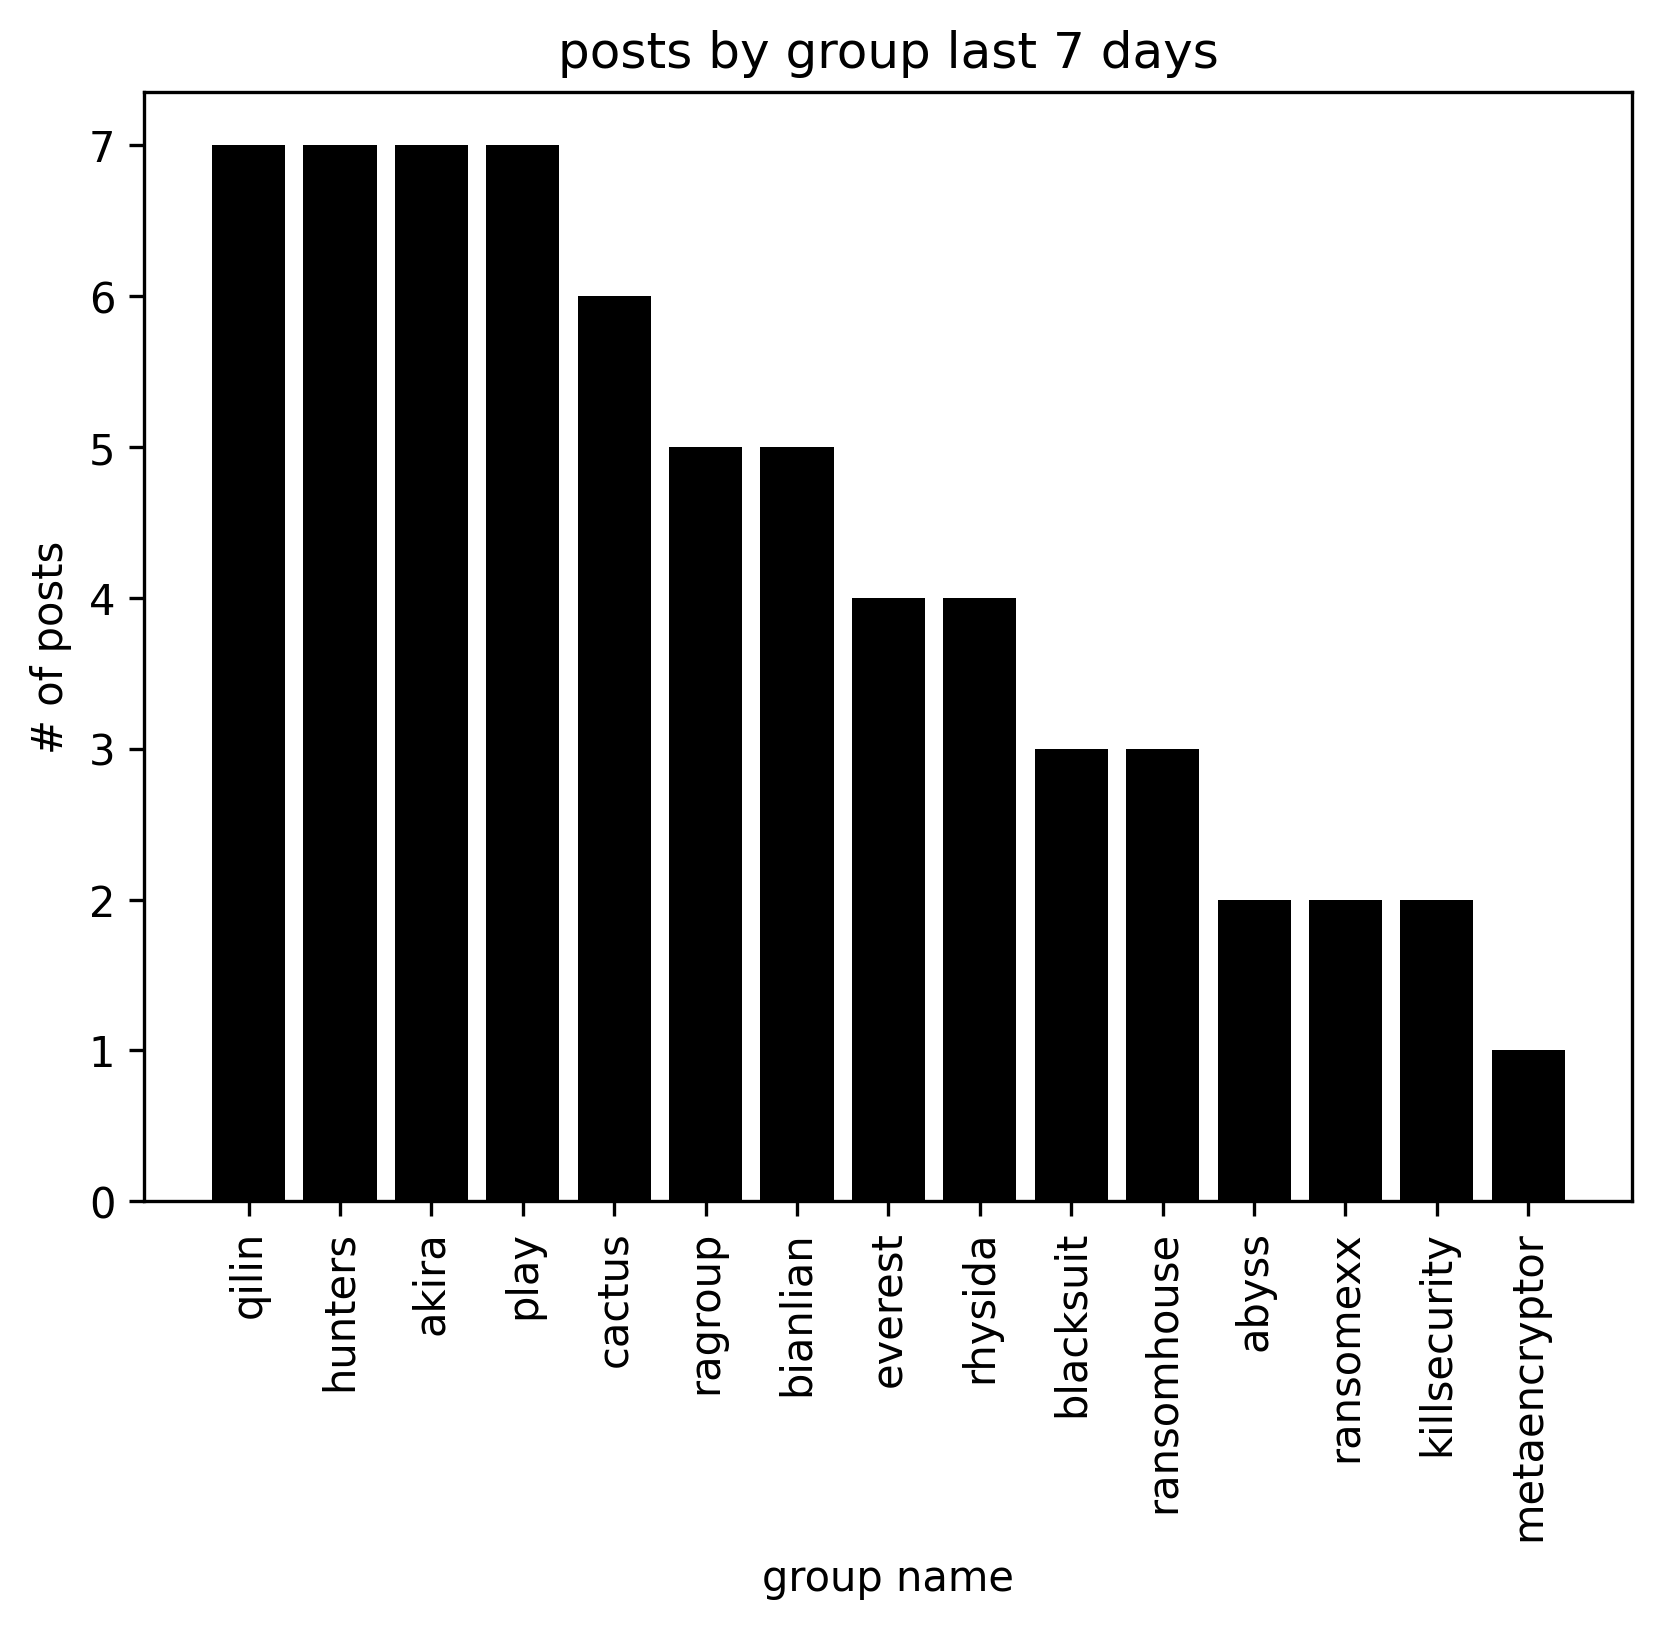 posts by group last 7 days
7
6
5
4
3
2
1
0
# of posts
qilin
hunters
akira
play
cactus
ragroup
bianlian
everest
rhysida
blacksuit
ransomhouse
abyss
ransomexx
killsecurity
metaencryptor
group name